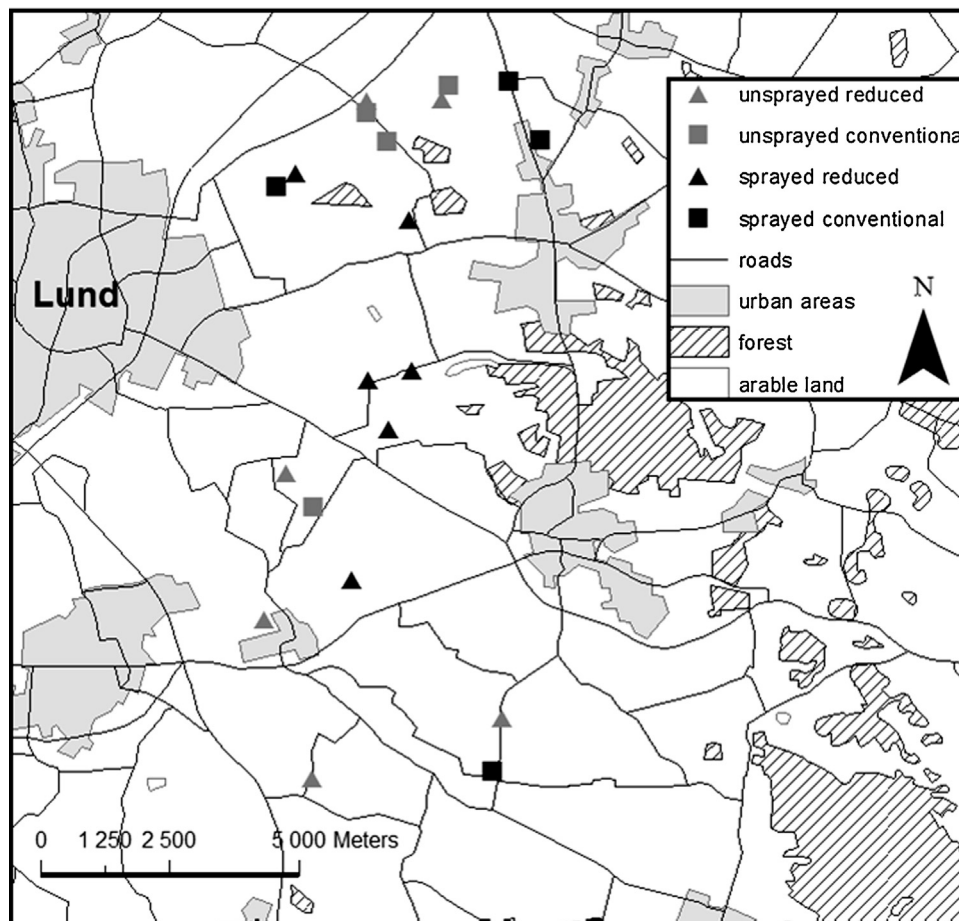 unsprayed reduced
unsprayed conventional
sprayed reduced
sprayed conventional
roads
urban areas
forest
arable land
N
Lund
0 1 250 2 500 5 000 Meters